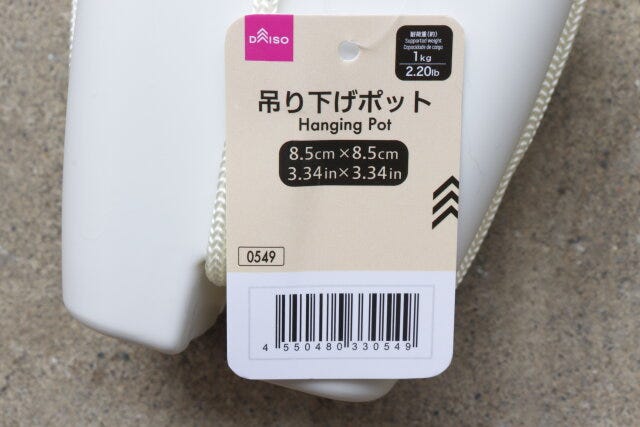 DAISO
耐荷重(約)
Supported weight
Capacidade de carga
1kg
2.20lb
吊り下げポット
Hanging Pot
8.5cm×8.5cm
3.34in×3.34in
0549
4 550480 330549